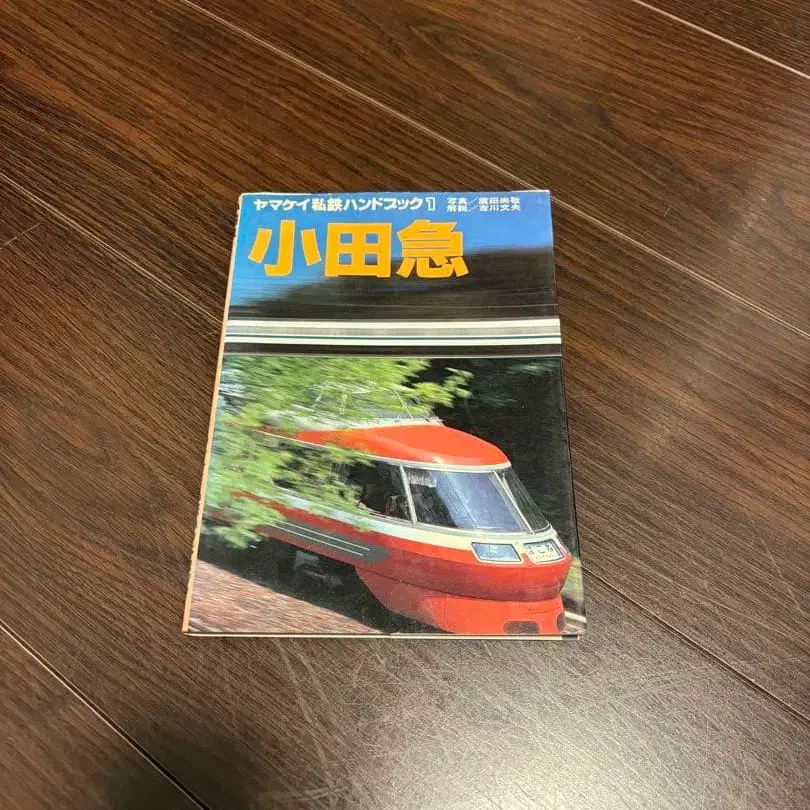 ヤマケイ私鉄ハンドブック1
写真／廣田尚敬
解説／吉川文夫
小田急